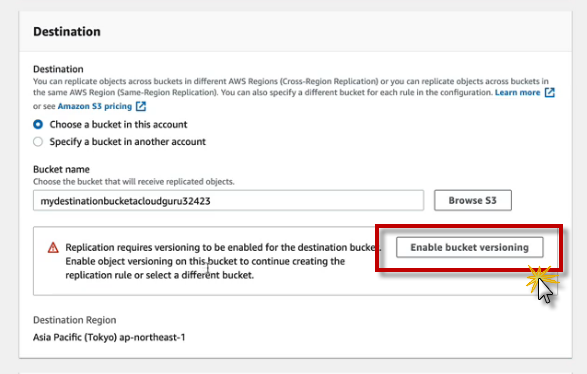 Destination
Destination
You can replicate objects across buckets in different AWS Regions (Cross-Region Replication) or you can replicate objects across buckets in
the same AWS Region (Same-Region Replication). You can also specify a different bucket for each rule in the configuration. Learn more
or see Amazon S3 pricing
Choose a bucket in this account
Specify a bucket in another account
Bucket name
Choose the bucket that will receive replicated objects.
mydestinationbucketacloudguru32423
Browse S3
Replication requires versioning to be enabled for the destination bucket.
Enable object versioning on this bucket to continue creating the
replication rule or select a different bucket.
Enable bucket versioning
Destination Region
Asia Pacific (Tokyo) ap-northeast-1